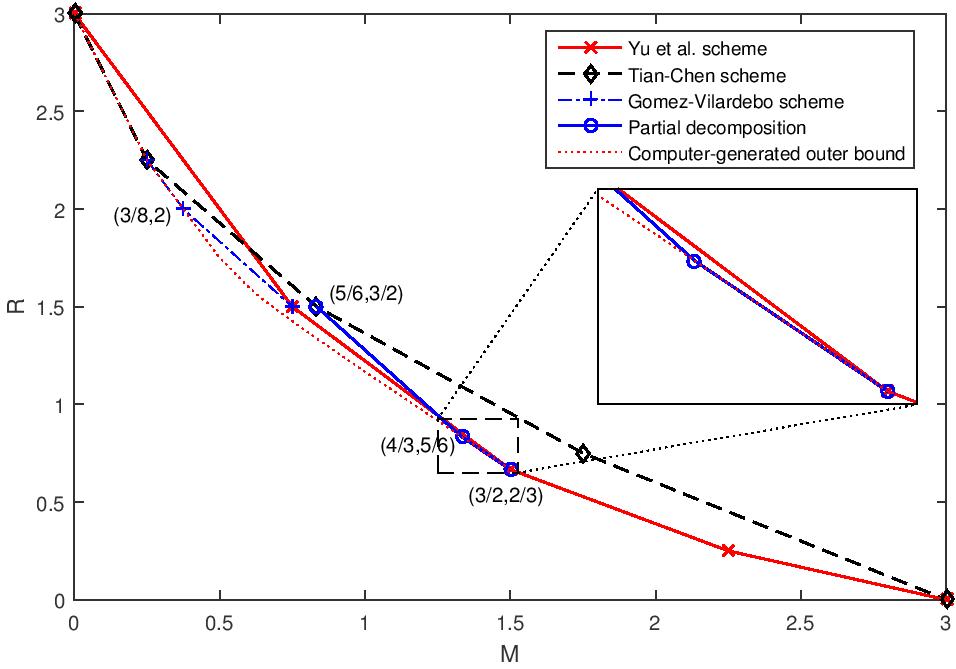 3
2.5
2
1.5
1
0.5
0
R
Yu et al. scheme
Tian-Chen scheme
Gomez-Vilardebo scheme
Partial decomposition
Computer-generated outer bound
(3/8,2)
(5/6,3/2)
(4/3,5/6)
(3/2,2/3)
0
0.5
1
1.5
2
2.5
3
M